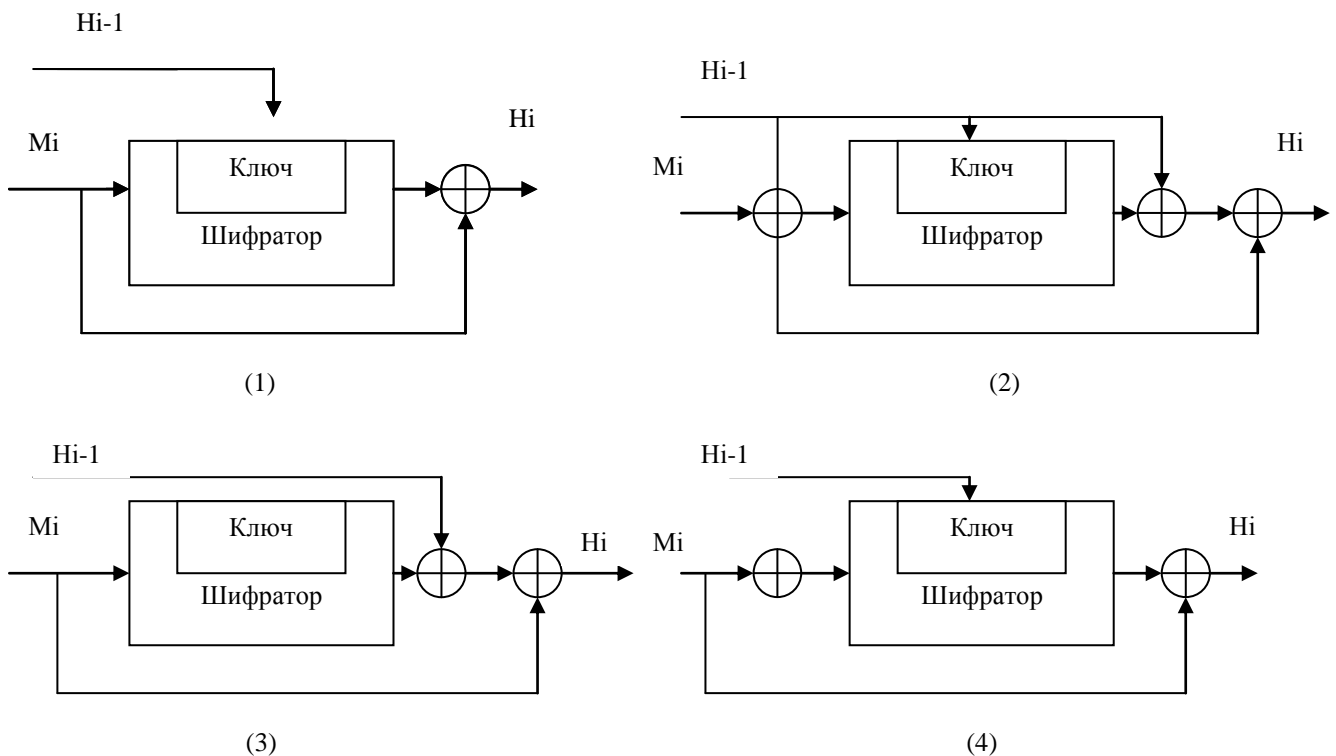 Hi-1
Mi
Hi
Ключ
Шифратор
(1)
Hi-1
Mi
Hi
Ключ
Шифратор
(2)
Hi-1
Mi
Hi
Ключ
Шифратор
(3)
Hi-1
Mi
Hi
Ключ
Шифратор
(4)